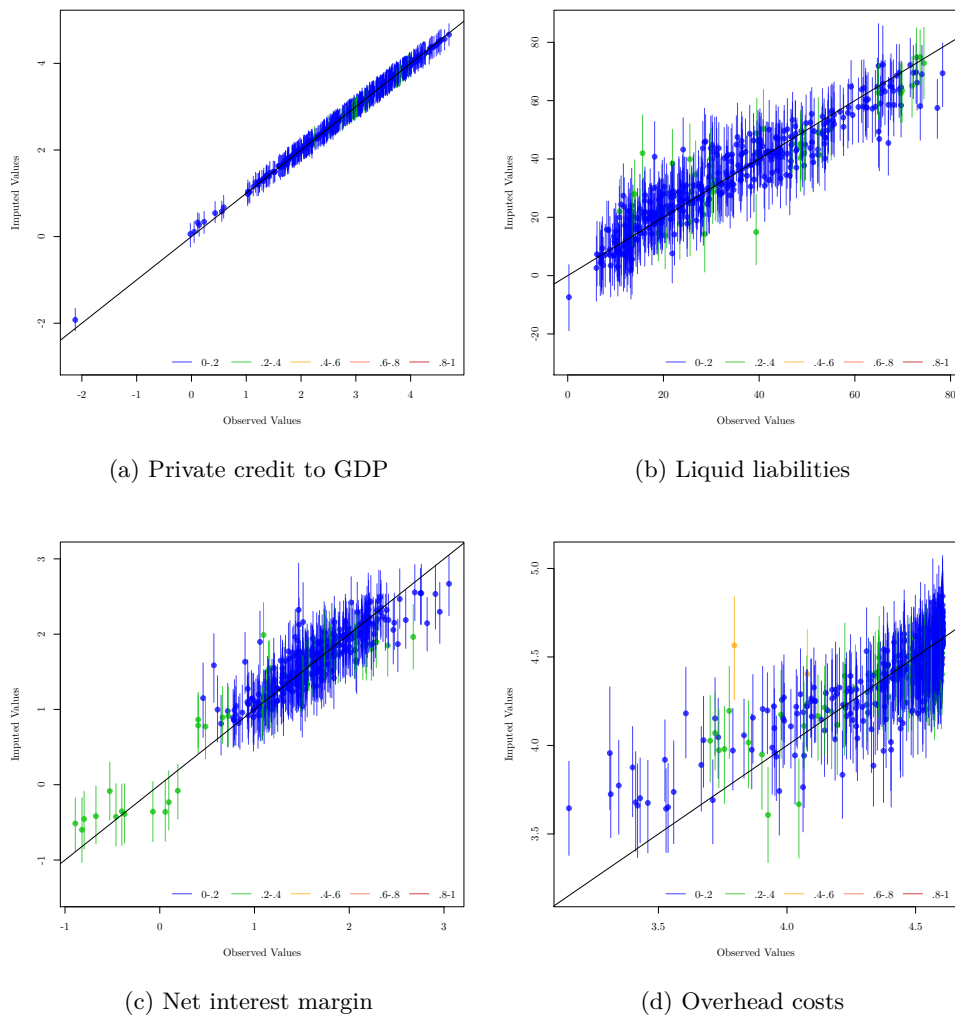 Imputed Values
4
2
0
-2
0-.2 .2-.4 .4-.6 .6-.8 .8-1
-2 -1 0 1 2 3 4
Observed Values
(a) Private credit to GDP
Imputed Values
80
60
40
20
0
-20
0-.2 .2-.4 .4-.6 .6-.8 .8-1
0 20 40 60 80
Observed Values
(b) Liquid liabilities
Imputed Values
3
2
1
0
-1
0-.2 .2-.4 .4-.6 .6-.8 .8-1
-1 0 1 2 3
Observed Values
(c) Net interest margin
Imputed Values
5.0
4.5
4.0
3.5
0-.2 .2-.4 .4-.6 .6-.8 .8-1
3.5 4.0 4.5
Observed Values
(d) Overhead costs